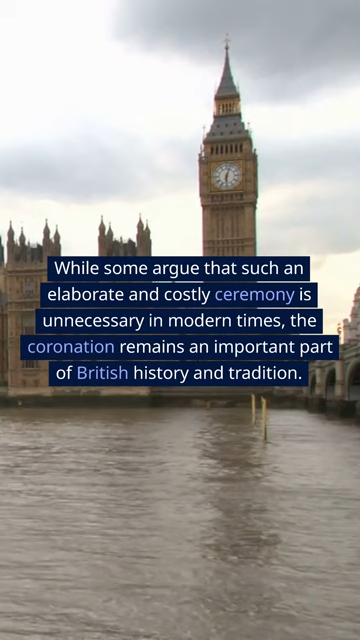 While some argue that such an
elaborate and costly ceremony is
unnecessary in modern times, the
coronation remains an important part
of British history and tradition.